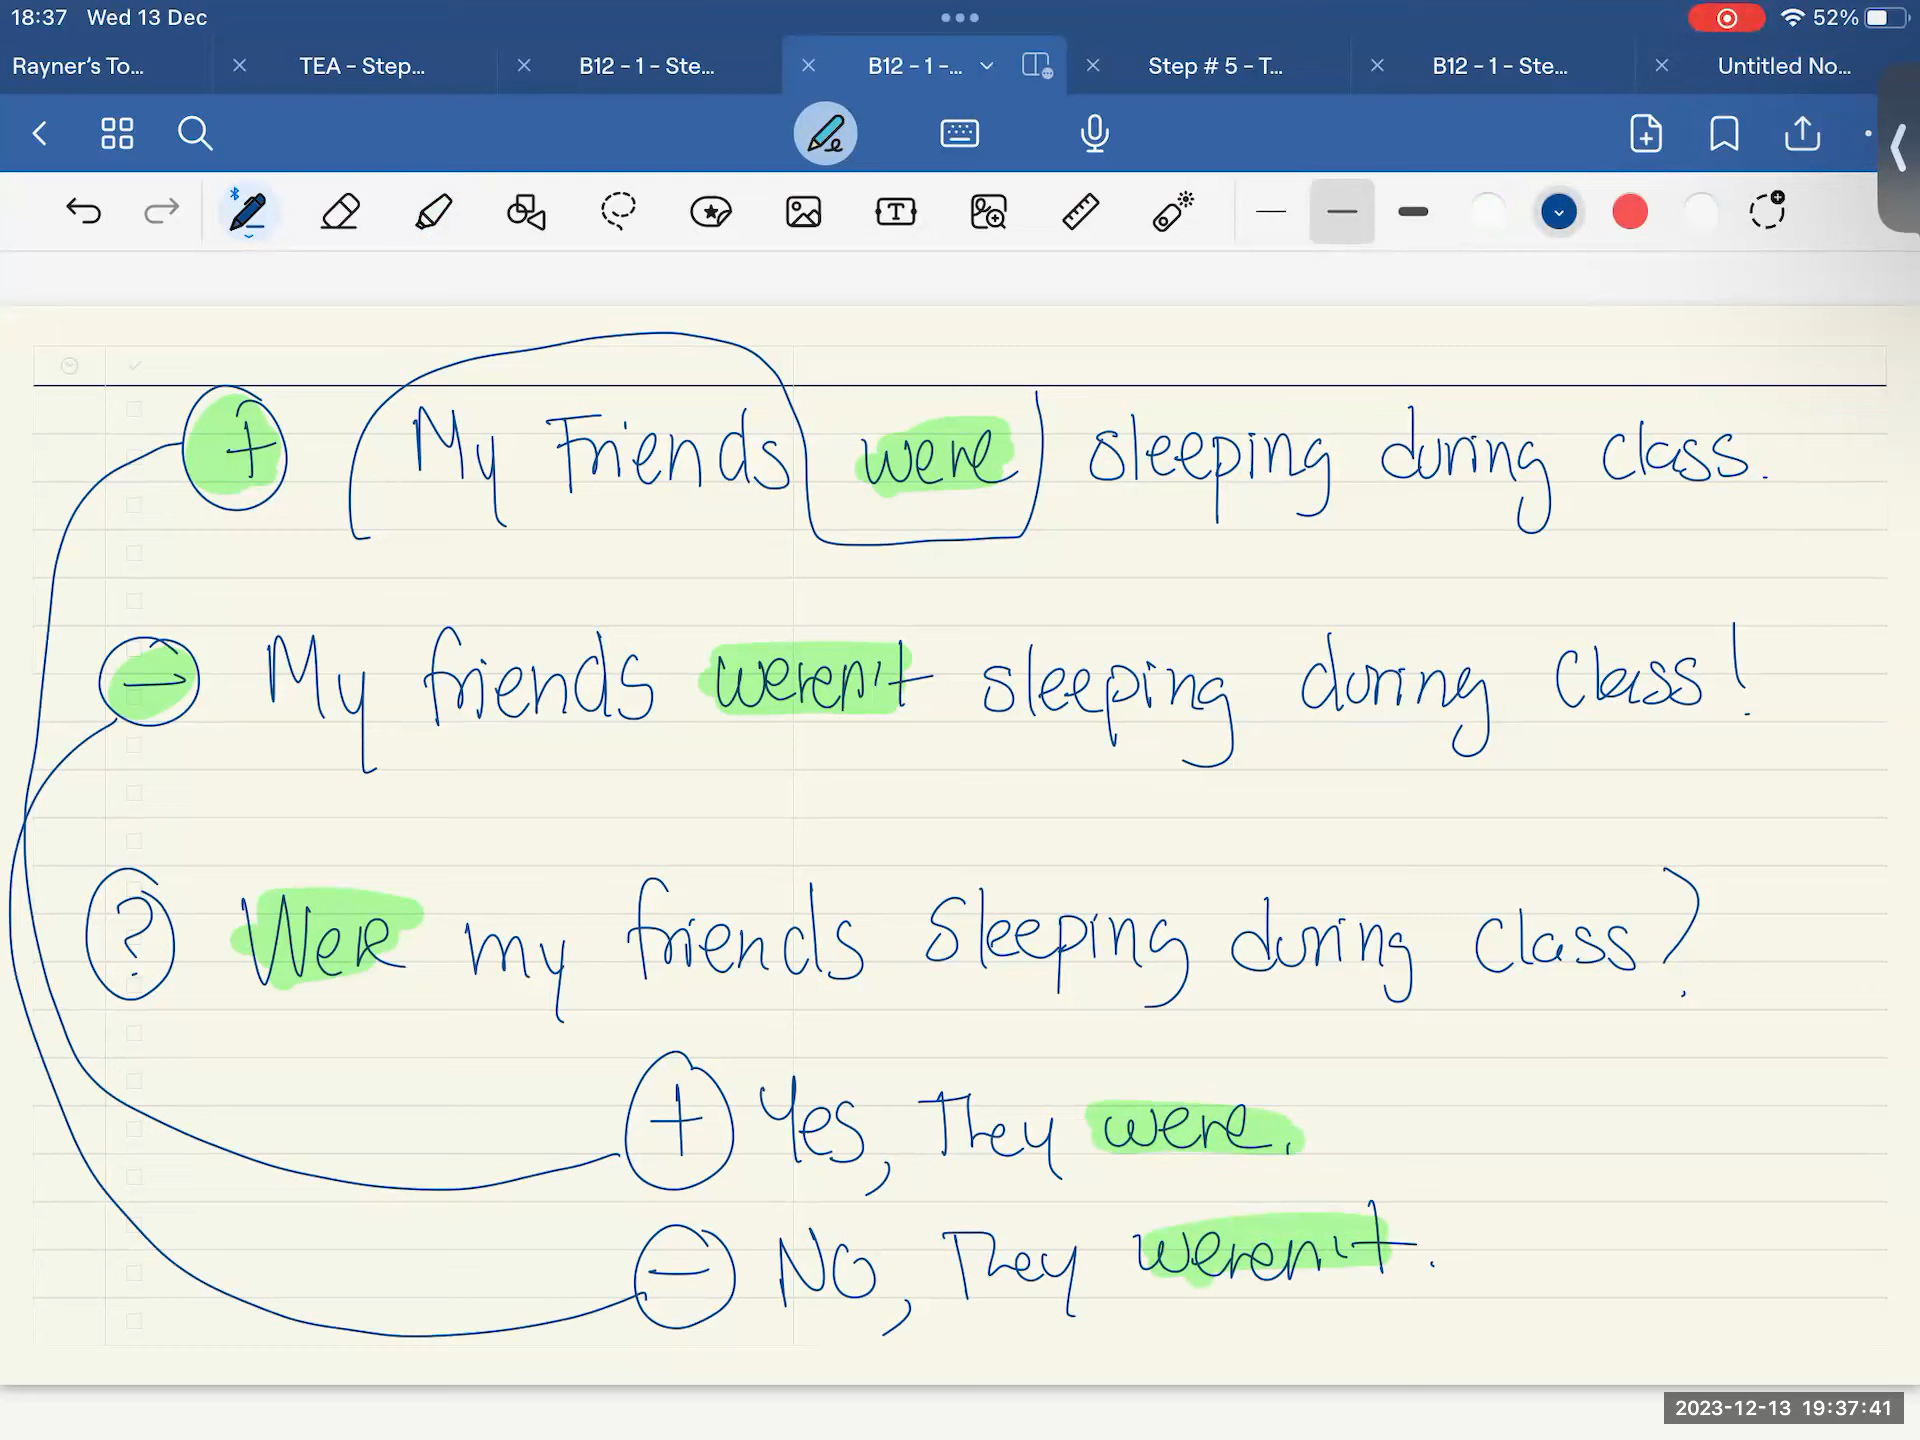 18:37 Wed 13 Dec 52%
Rayner's To... TEA - Step... B12 - 1 - Ste... B12 - 1 -... Step # 5 - T... B12 - 1 - Ste... Untitled No...
+ My Friends were sleeping during class.
- My friends weren't sleeping during class!
? Were my friends sleeping during class?
+ Yes, They were.
- NO, They weren't.
2023-12-13 19:37:41